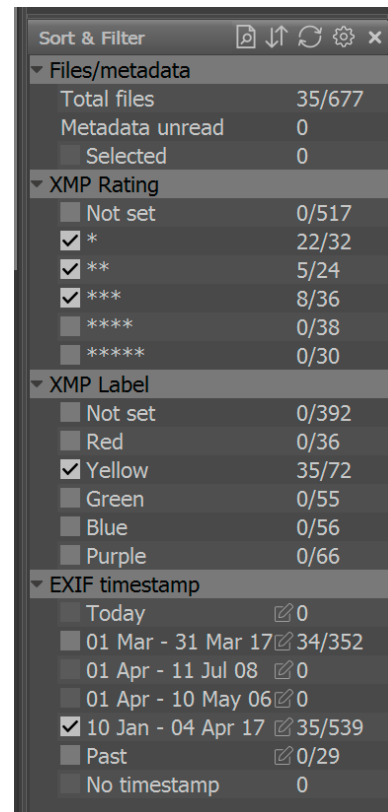 Sort & Filter
Files/metadata
Total files 35/677
Metadata unread 0
Selected 0
XMP Rating
Not set 0/517
* 22/32
** 5/24
*** 8/36
**** 0/38
***** 0/30
XMP Label
Not set 0/392
Red 0/36
Yellow 35/72
Green 0/55
Blue 0/56
Purple 0/66
EXIF timestamp
Today 0
01 Mar - 31 Mar 17 34/352
01 Apr - 11 Jul 08 0
01 Apr - 10 May 06 0
10 Jan - 04 Apr 17 35/539
Past 0/29
No timestamp 0